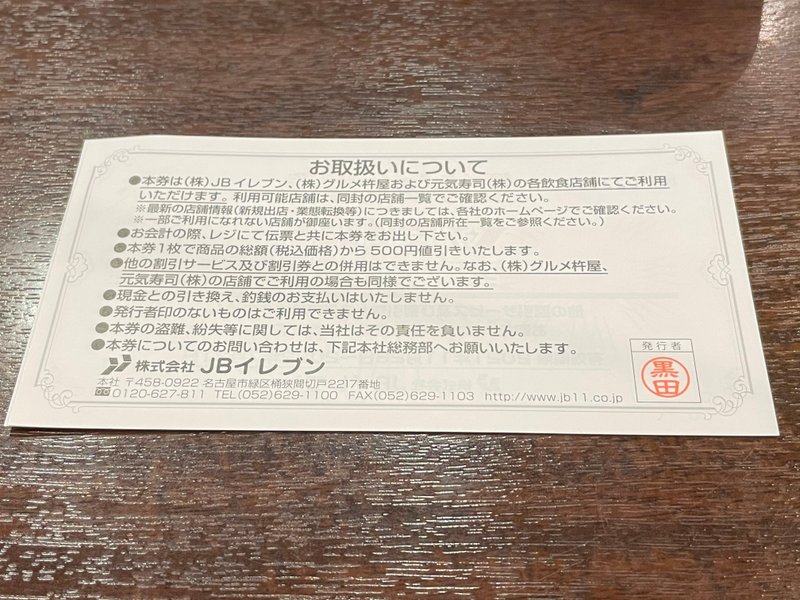 お取扱いについて
●本券は(株)JBイレブン、(株)グルメ杵屋および元気寿司(株)の各飲食店舗にてご利用
いただけます。利用可能店舗は、同封の店舗一覧でご確認ください。
※最新の店舗情報(新規出店・業態転換等)につきましては、各社のホームページでご確認ください。
※一部ご利用になれない店舗が御座います。(同封の店舗所在一覧をご参照ください。)
●お会計の際、レジにて伝票と共に本券をお出し下さい。
●本券1枚で商品の総額(税込価格)から500円値引きいたします。
●他の割引サービス及び割引券との併用はできません。なお、(株)グルメ杵屋、
元気寿司(株)の店舗でご利用の場合も同様でございます。
●現金との引き換え、釣銭のお支払いはいたしません。
●発行者印のないものはご利用できません。
●本券の盗難、紛失等に関しては、当社はその責任を負いません。
●本券についてのお問い合わせは、下記本社総務部へお願いいたします。
株式会社 JBイレブン
本社 〒458-0922 名古屋市緑区桶狭間切戸2217番地
0120-627-811 TEL(052)629-1100 FAX(052)629-1103 http://www.jb11.co.jp
発行者
黒田